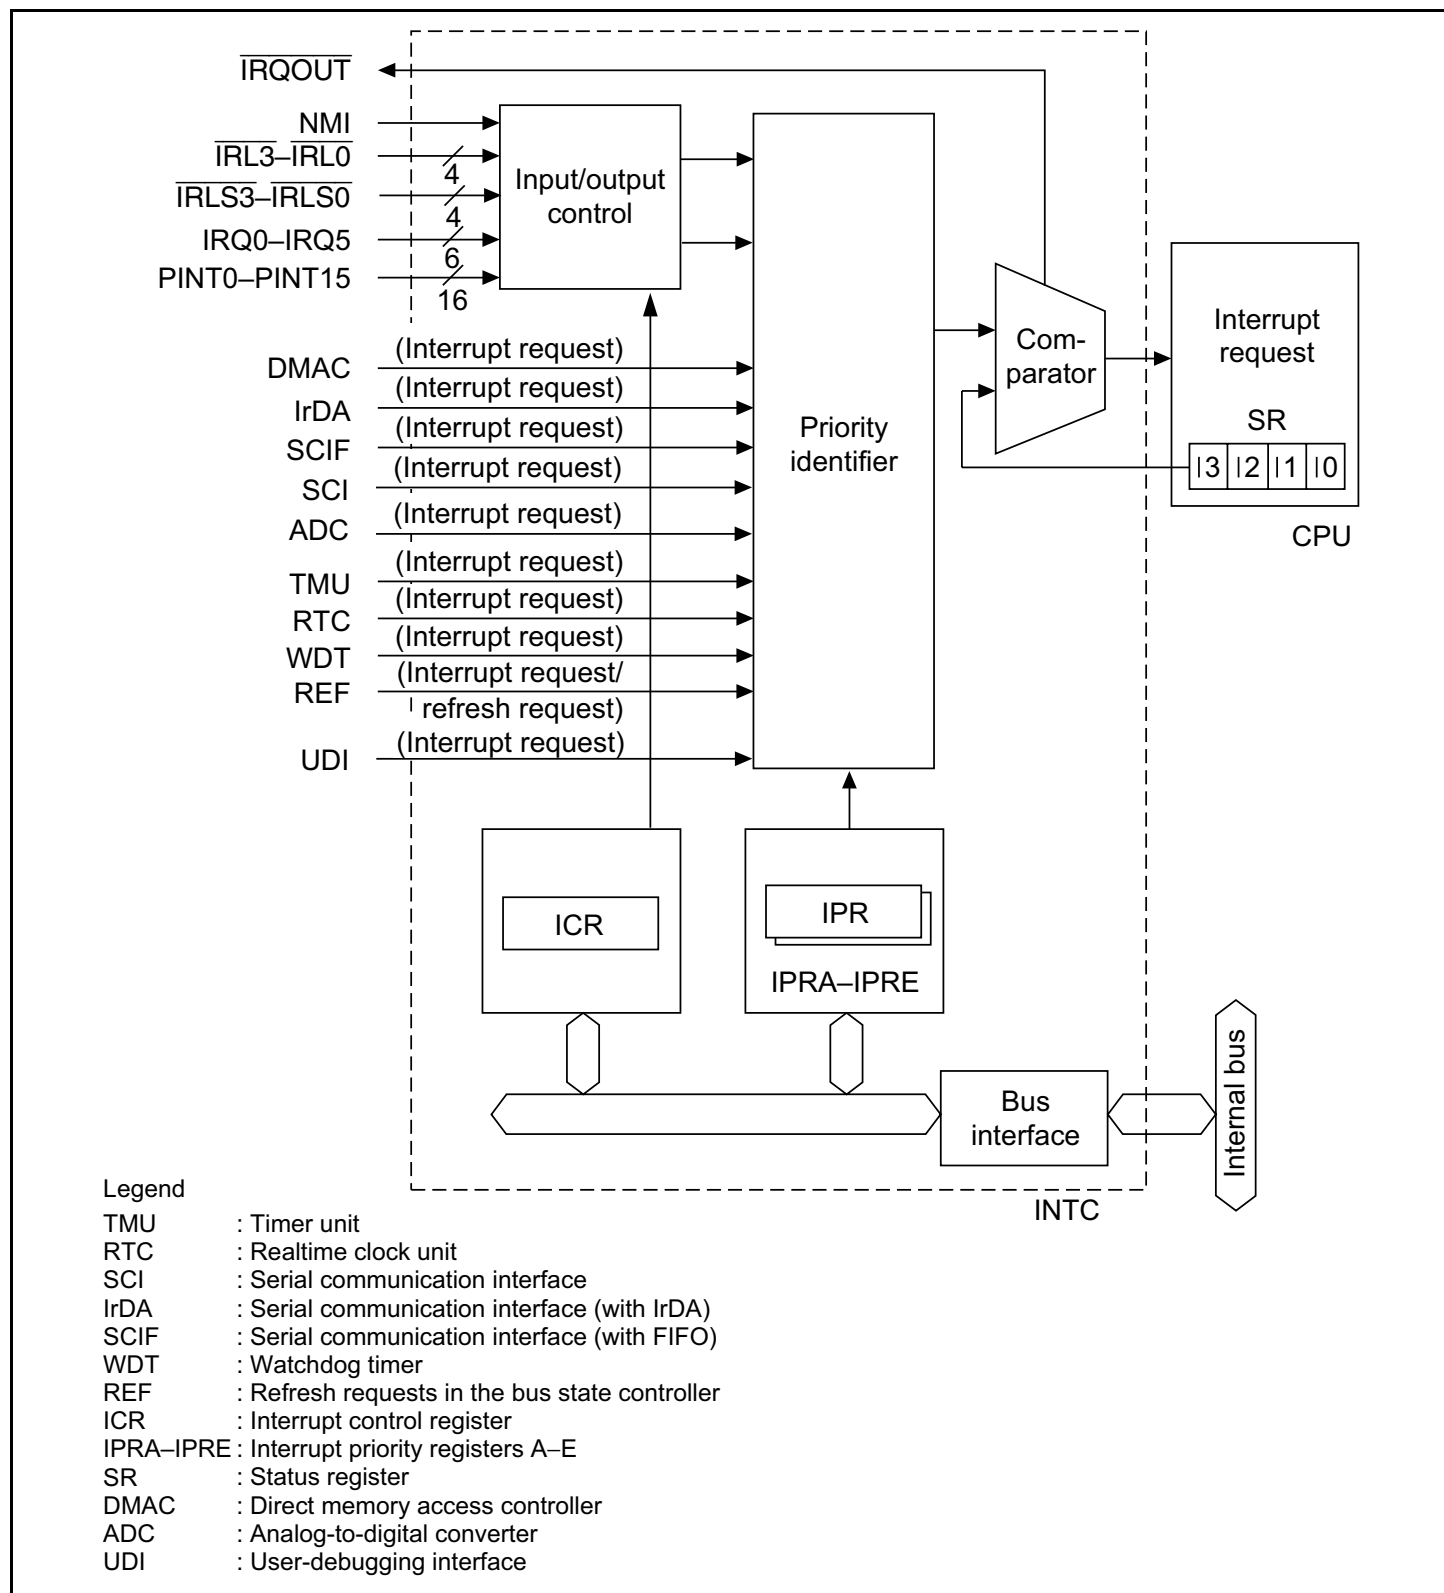 IRQOUT
NMI
IRL3–IRL0
4
IRLS3–IRLS0
4
IRQ0–IRQ5
6
PINT0–PINT15
16
Input/output
control
DMAC
(Interrupt request)
IrDA
(Interrupt request)
SCIF
(Interrupt request)
SCI
(Interrupt request)
ADC
(Interrupt request)
TMU
(Interrupt request)
RTC
(Interrupt request)
WDT
(Interrupt request)
REF
(Interrupt request/
refresh request)
UDI
(Interrupt request)
Priority
identifier
Com-
parator
Interrupt
request
SR
I3 I2 I1 I0
CPU
ICR
IPR
IPRA–IPRE
Bus
interface
Internal bus
INTC
Legend
TMU : Timer unit
RTC : Realtime clock unit
SCI : Serial communication interface
IrDA : Serial communication interface (with IrDA)
SCIF : Serial communication interface (with FIFO)
WDT : Watchdog timer
REF : Refresh requests in the bus state controller
ICR : Interrupt control register
IPRA–IPRE : Interrupt priority registers A–E
SR : Status register
DMAC : Direct memory access controller
ADC : Analog-to-digital converter
UDI : User-debugging interface